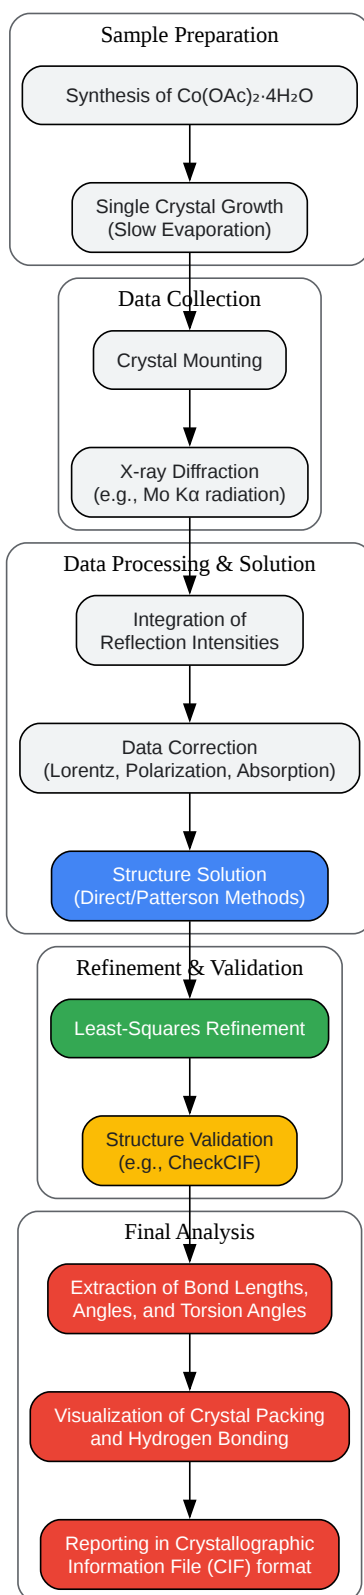 Sample Preparation
Synthesis of Co(OAc)₂·4H₂O
Single Crystal Growth
(Slow Evaporation)
Data Collection
Crystal Mounting
X-ray Diffraction
(e.g., Mo Kα radiation)
Data Processing & Solution
Integration of
Reflection Intensities
Data Correction
(Lorentz, Polarization, Absorption)
Structure Solution
(Direct/Patterson Methods)
Refinement & Validation
Least-Squares Refinement
Structure Validation
(e.g., CheckCIF)
Final Analysis
Extraction of Bond Lengths,
Angles, and Torsion Angles
Visualization of Crystal Packing
and Hydrogen Bonding
Reporting in Crystallographic
Information File (CIF) format